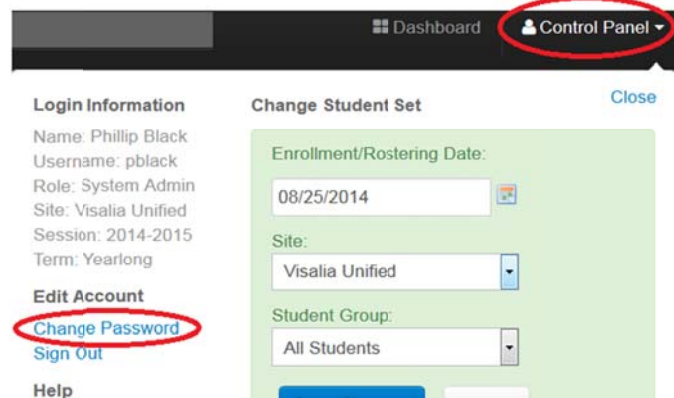 Dashboard
Control Panel
Login Information
Name: Phillip Black
Username: pblack
Role: System Admin
Site: Visalia Unified
Session: 2014-2015
Term: Yearlong
Edit Account
Change Password
Sign Out
Help
Change Student Set
Close
Enrollment/Rostering Date:
08/25/2014
Site:
Visalia Unified
Student Group:
All Students